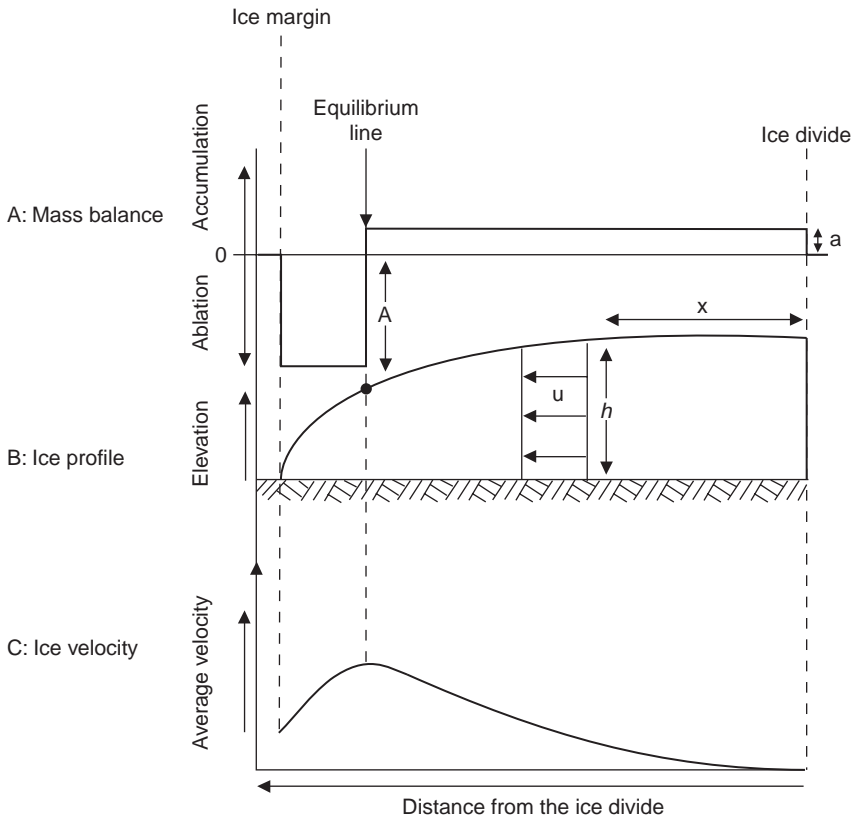 Ice margin
Equilibrium
line
Ice divide
Accumulation
A: Mass balance
a
0
Ablation
A
x
u
h
Elevation
B: Ice profile
Average velocity
C: Ice velocity
Distance from the ice divide